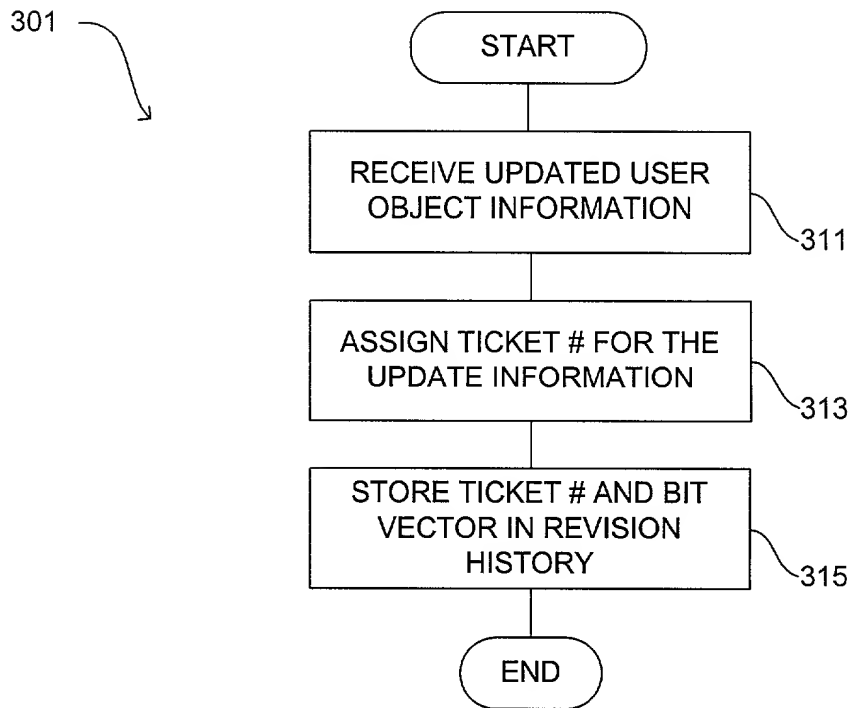 301
START
RECEIVE UPDATED USER
OBJECT INFORMATION
311
ASSIGN TICKET # FOR THE
UPDATE INFORMATION
313
STORE TICKET # AND BIT
VECTOR IN REVISION
HISTORY
315
END